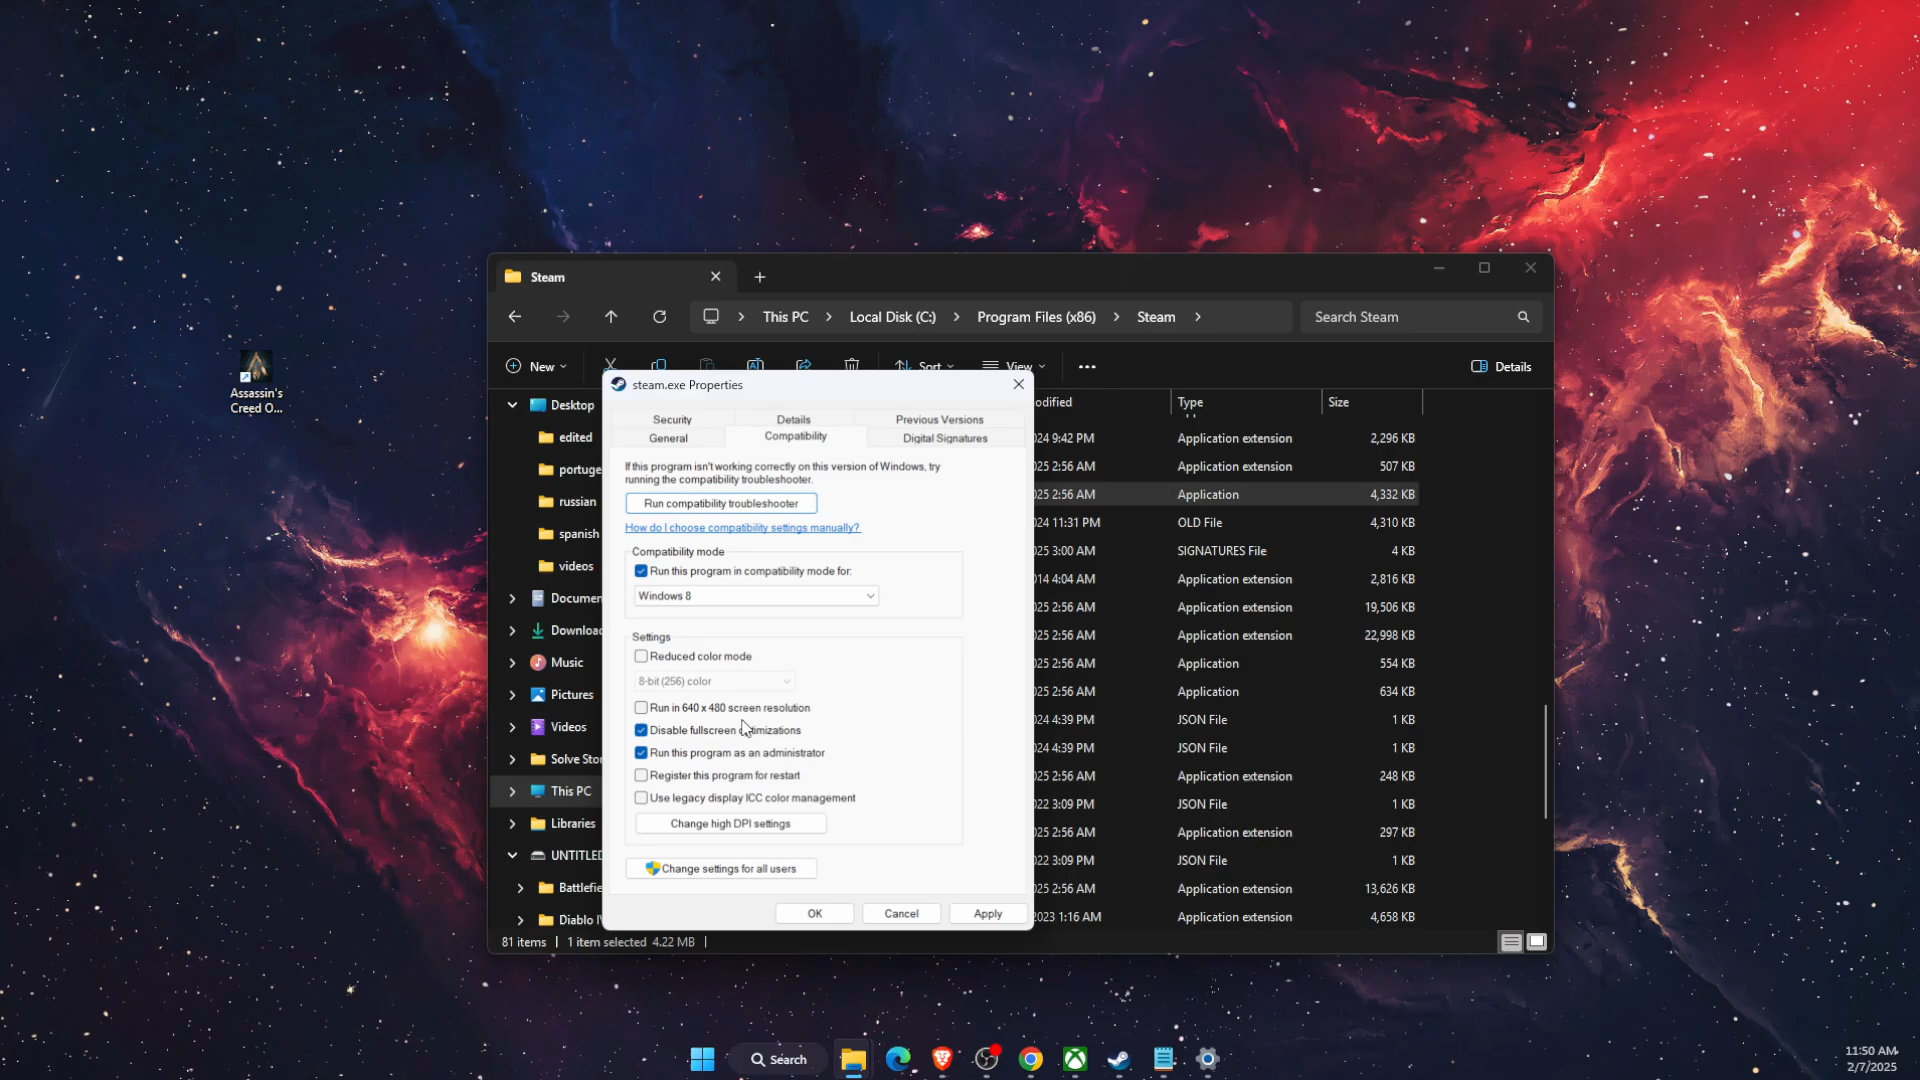 Assassin's
Creed O...
Steam
This PC
Local Disk (C:)
Program Files (x86)
Steam
Search Steam
New
Sort
View
Details
Desktop
edited
portuge
russian
spanish
videos
Documen
Downloa
Music
Pictures
Videos
Solve Stor
This PC
Libraries
UNTITLED
Battlefie
Diablo IV
odified
Type
Size
024 9:42 PM Application extension 2,296 KB
025 2:56 AM Application extension 507 KB
025 2:56 AM Application 4,332 KB
024 11:31 PM OLD File 4,310 KB
025 3:00 AM SIGNATURES File 4 KB
014 4:04 AM Application extension 2,816 KB
025 2:56 AM Application extension 19,506 KB
025 2:56 AM Application extension 22,998 KB
025 2:56 AM Application 554 KB
025 2:56 AM Application 634 KB
024 4:39 PM JSON File 1 KB
024 4:39 PM JSON File 1 KB
025 2:56 AM Application extension 248 KB
022 3:09 PM JSON File 1 KB
025 2:56 AM Application extension 297 KB
022 3:09 PM JSON File 1 KB
025 2:56 AM Application extension 13,626 KB
2023 1:16 AM Application extension 4,658 KB
81 items
1 item selected 4.22 MB
steam.exe Properties
Security
Details
Previous Versions
General
Compatibility
Digital Signatures
If this program isn't working correctly on this version of Windows, try
running the compatibility troubleshooter.
Run compatibility troubleshooter
How do I choose compatibility settings manually?
Compatibility mode
Run this program in compatibility mode for:
Windows 8
Settings
Reduced color mode
8-bit (256) color
Run in 640 x 480 screen resolution
Disable fullscreen optimizations
Run this program as an administrator
Register this program for restart
Use legacy display ICC color management
Change high DPI settings
Change settings for all users
OK
Cancel
Apply
Search
11:50 AM
2/7/2025